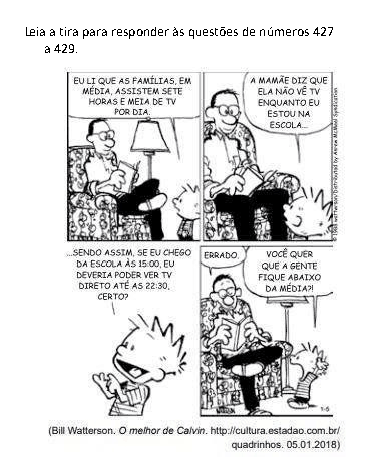 Leia a tira para responder às questões de números 427
a 429.
EU LI QUE AS FAMÍLIAS, EM
MÉDIA, ASSISTEM SETE
HORAS E MEIA DE TV
POR DIA.
A MAMÃE DIZ QUE
ELA NÃO VÊ TV
ENQUANTO EU
ESTOU NA
ESCOLA...
...SENDO ASSIM, SE EU CHEGO
DA ESCOLA ÀS 15:00, EU
DEVERIA PODER VER TV
DIRETO ATÉ AS 22:30,
CERTO?
ERRADO.
VOCÊ QUER
QUE A GENTE
FIQUE ABAIXO
DA MÉDIA?!
1-5
(Bill Watterson. O melhor de Calvin. http://cultura.estadao.com.br/
quadrinhos. 05.01.2018)